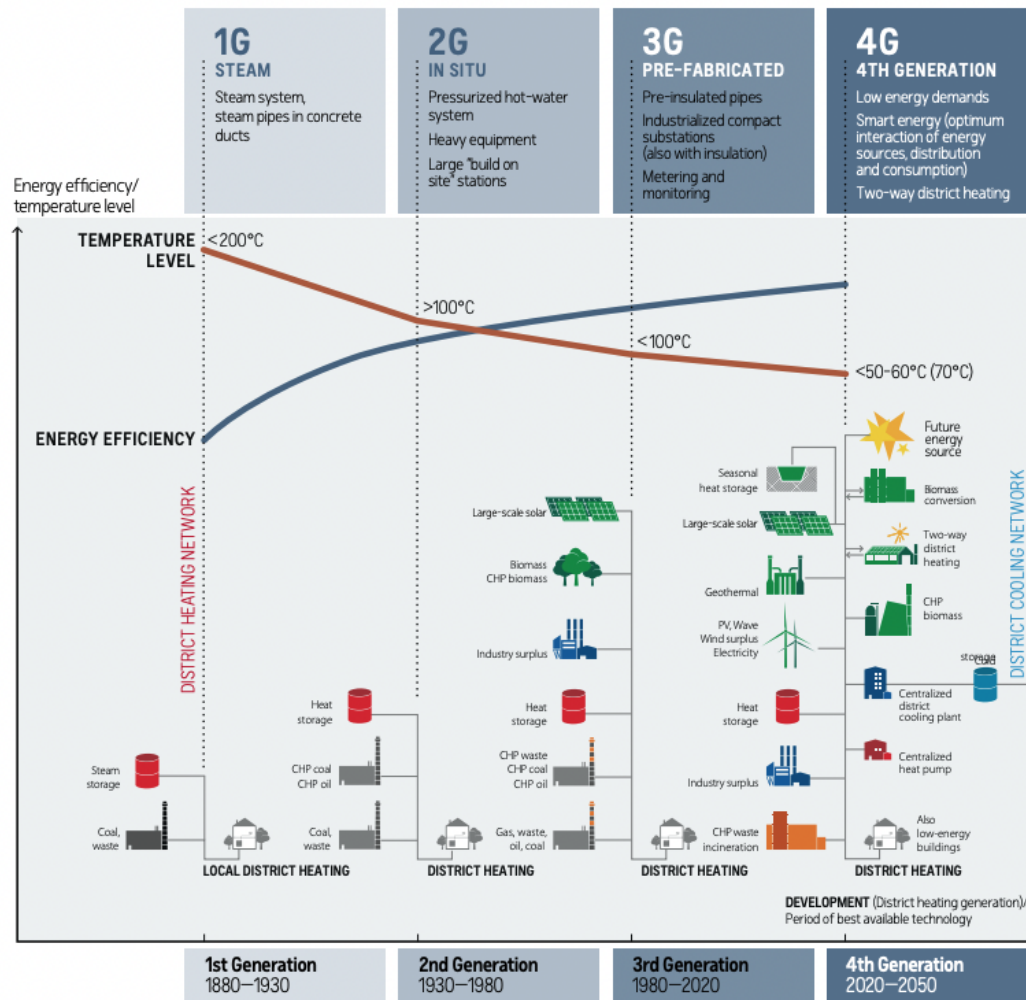 1G
STEAM
Steam system,
steam pipes in concrete
ducts
2G
IN SITU
Pressurized hot-water
system
Heavy equipment
Large "build on
site" stations
3G
PRE-FABRICATED
Pre-insulated pipes
Industrialized compact
substations
(also with insulation)
Metering and
monitoring
4G
4TH GENERATION
Low energy demands
Smart energy (optimum
interaction of energy
sources, distribution
and consumption)
Two-way district heating
Energy efficiency/
temperature level
TEMPERATURE
LEVEL
<200°C
>100°C
<100°C
<50-60°C (70°C)
ENERGY EFFICIENCY
DISTRICT HEATING NETWORK
Steam
storage
Coal,
waste
LOCAL DISTRICT HEATING
Heat
storage
CHP coal
CHP oil
Coal,
waste
DISTRICT HEATING
Large-scale solar
Biomass
CHP biomass
Industry surplus
Heat
storage
CHP waste
CHP coal
CHP oil
Gas, waste,
oil, coal
DISTRICT HEATING
Seasonal
heat storage
Large-scale solar
Geothermal
PV, Wave
Wind surplus
Electricity
Heat
storage
Industry surplus
CHP waste
incineration
Future
energy
source
Biomass
conversion
Two-way
district
heating
CHP
biomass
Cold
storage
Centralized
district
cooling plant
Centralized
heat pump
Also
low-energy
buildings
DISTRICT HEATING
DISTRICT COOLING NETWORK
DEVELOPMENT (District heating generation)/
Period of best available technology
1st Generation
1880–1930
2nd Generation
1930–1980
3rd Generation
1980–2020
4th Generation
2020–2050